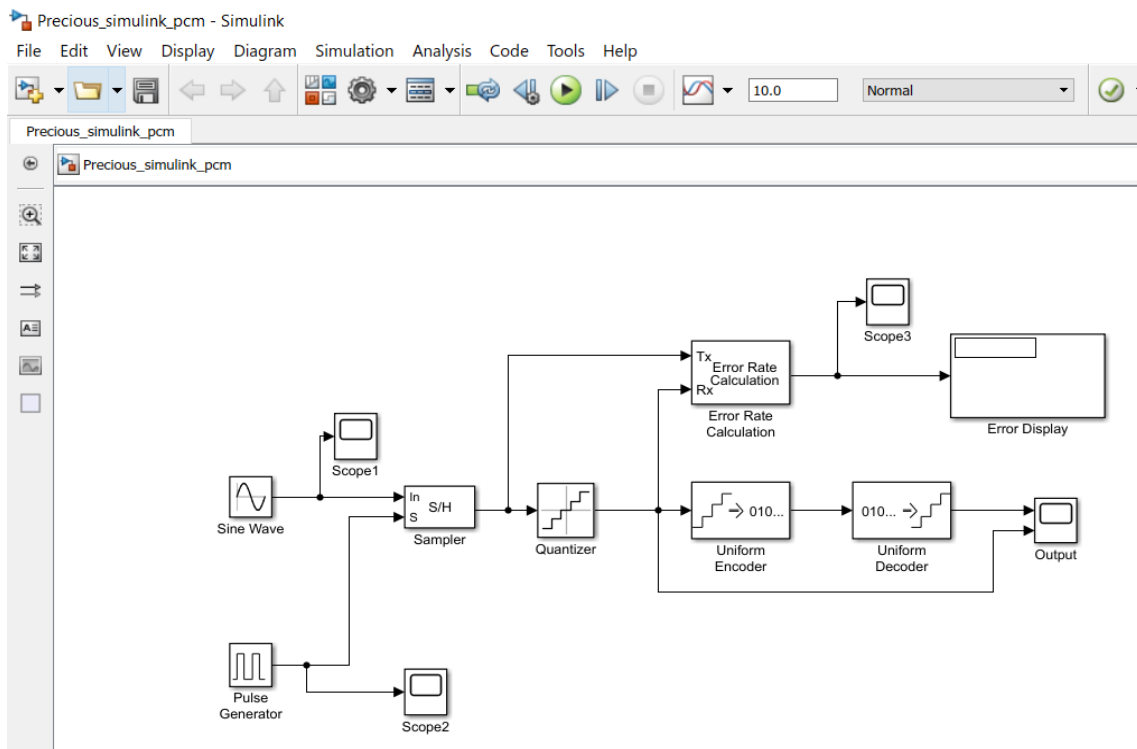 Precious_simulink_pcm - Simulink
File Edit View Display Diagram Simulation Analysis Code Tools Help
10.0 Normal
Precious_simulink_pcm
Precious_simulink_pcm
Scope3
Tx
Error Rate
Calculation
Rx
Error Rate
Calculation
Error Display
Scope1
In
S/H
S
010...
010...
Sine Wave
Sampler
Quantizer
Uniform
Encoder
Uniform
Decoder
Output
Pulse
Generator
Scope2